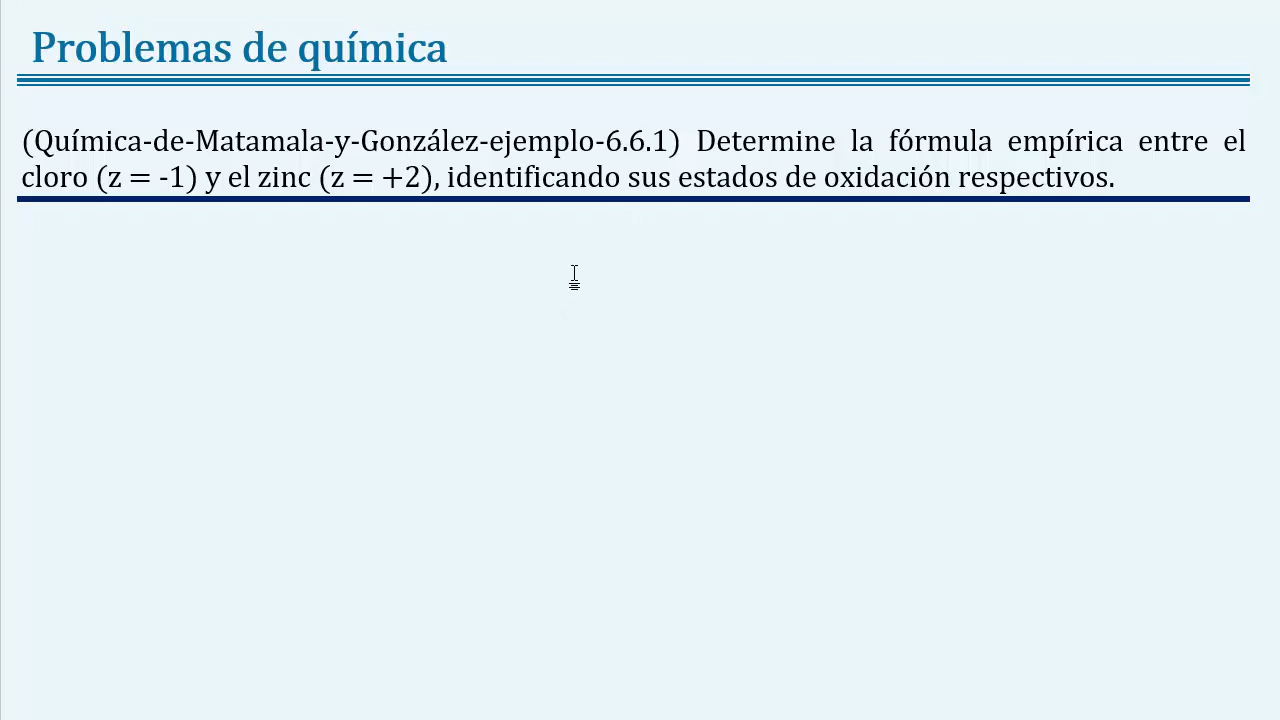 Problemas de química
(Química-de-Matamala-y-González-ejemplo-6.6.1) Determine la fórmula empírica entre el
cloro (z = -1) y el zinc (z = +2), identificando sus estados de oxidación respectivos.